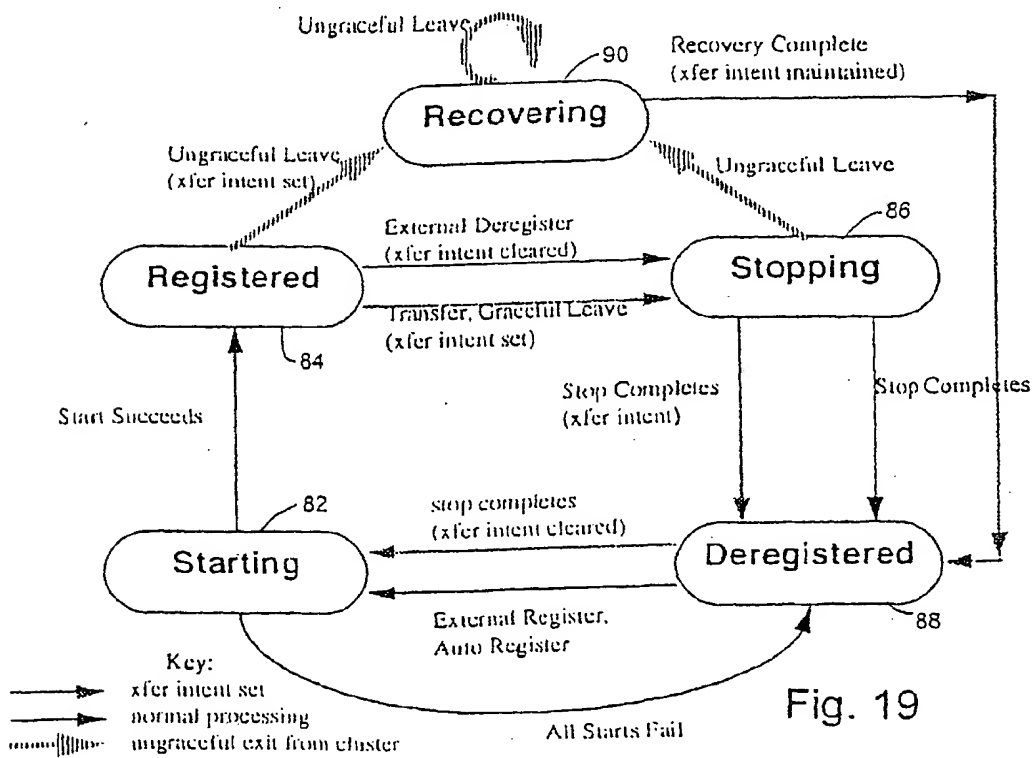 Ungraceful Leave
90
Recovery Complete
(xfer intent maintained)
Recovering
Ungraceful Leave
(xfer intent set)
Ungraceful Leave
External Deregister
(xfer intent cleared)
86
Registered
Stopping
Transfer, Graceful Leave
(xfer intent set)
84
Stop Completes
(xfer intent)
Stop Completes
Start Succeeds
82
stop completes
(xfer intent cleared)
Starting
Deregistered
External Register,
Auto Register
88
Key:
xfer intent set
normal processing
ungraceful exit from cluster
All Starts Fail
Fig. 19